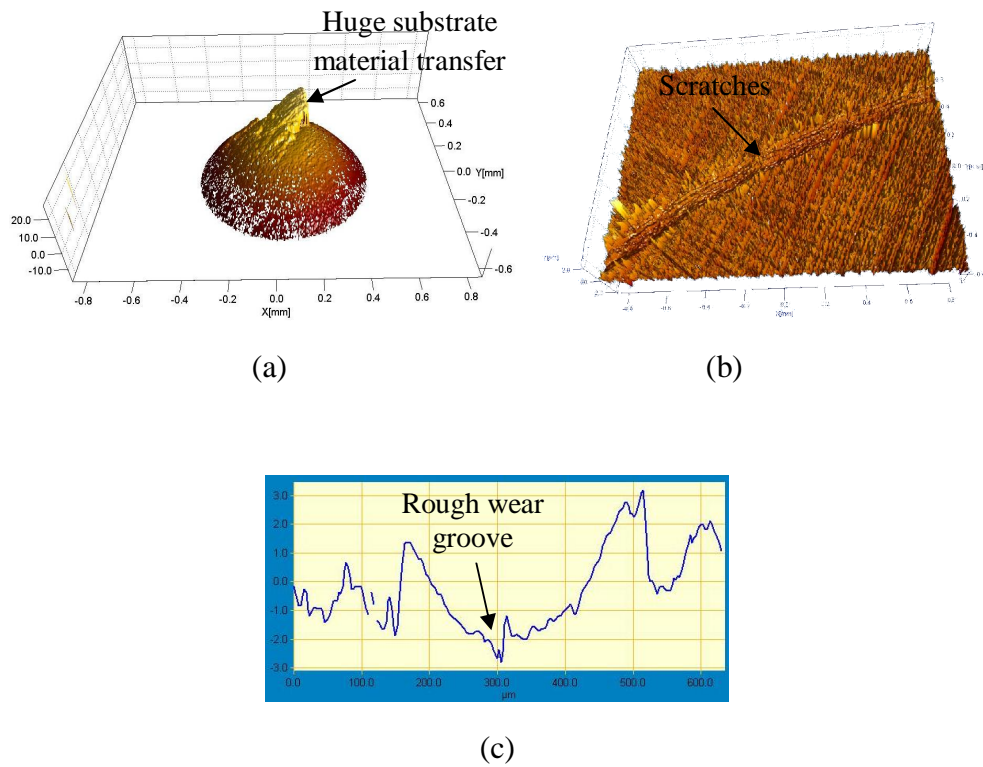 Huge substrate
material transfer
0.6
0.4
0.2
0.0 Y[mm]
-0.2
-0.4
-0.6
20.0
10.0
0.0
-10.0
-0.8 -0.6 -0.4 -0.2 0.0 0.2 0.4 0.6 0.8
X[mm]
(a)
Scratches
(b)
3.0
2.0
1.0
0.0
-1.0
-2.0
-3.0
Rough wear
groove
0.0 100.0 200.0 300.0 400.0 500.0 600.0
µm
(c)